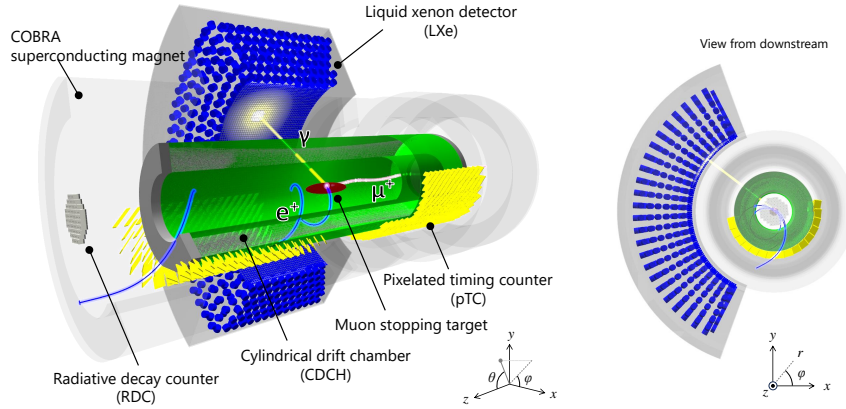 Liquid xenon detector
(LXe)
COBRA
superconducting magnet
View from downstream
γ
μ⁺
e⁺
Pixelated timing counter
(pTC)
Muon stopping target
Cylindrical drift chamber
(CDCH)
Radiative decay counter
(RDC)
y
θ
φ
z
x
y
r
φ
z
x